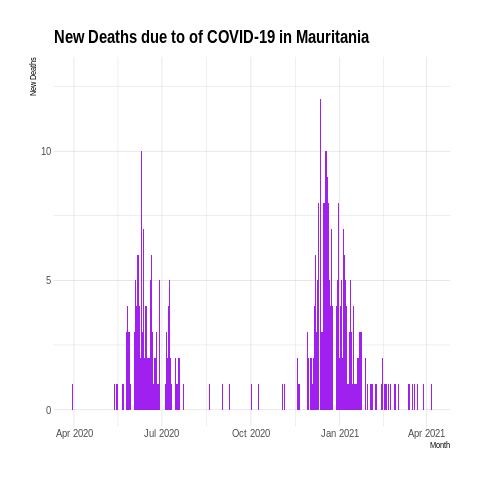 New Deaths due to of COVID-19 in Mauritania
New Deaths
10
5
0
Apr 2020 Jul 2020 Oct 2020 Jan 2021 Apr 2021
Month